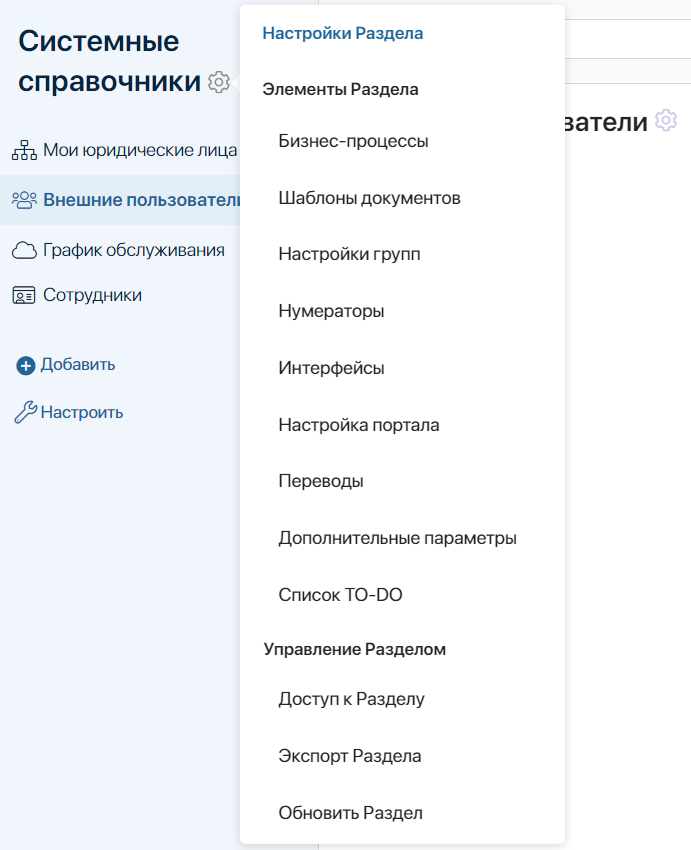 Системные
справочники
Мои юридические лица
Внешние пользователи
График обслуживания
Сотрудники
Добавить
Настроить
Настройки Раздела
Элементы Раздела
Бизнес-процессы
Шаблоны документов
Настройки групп
Нумераторы
Интерфейсы
Настройка портала
Переводы
Дополнительные параметры
Список TO-DO
Управление Разделом
Доступ к Разделу
Экспорт Раздела
Обновить Раздел
ватели